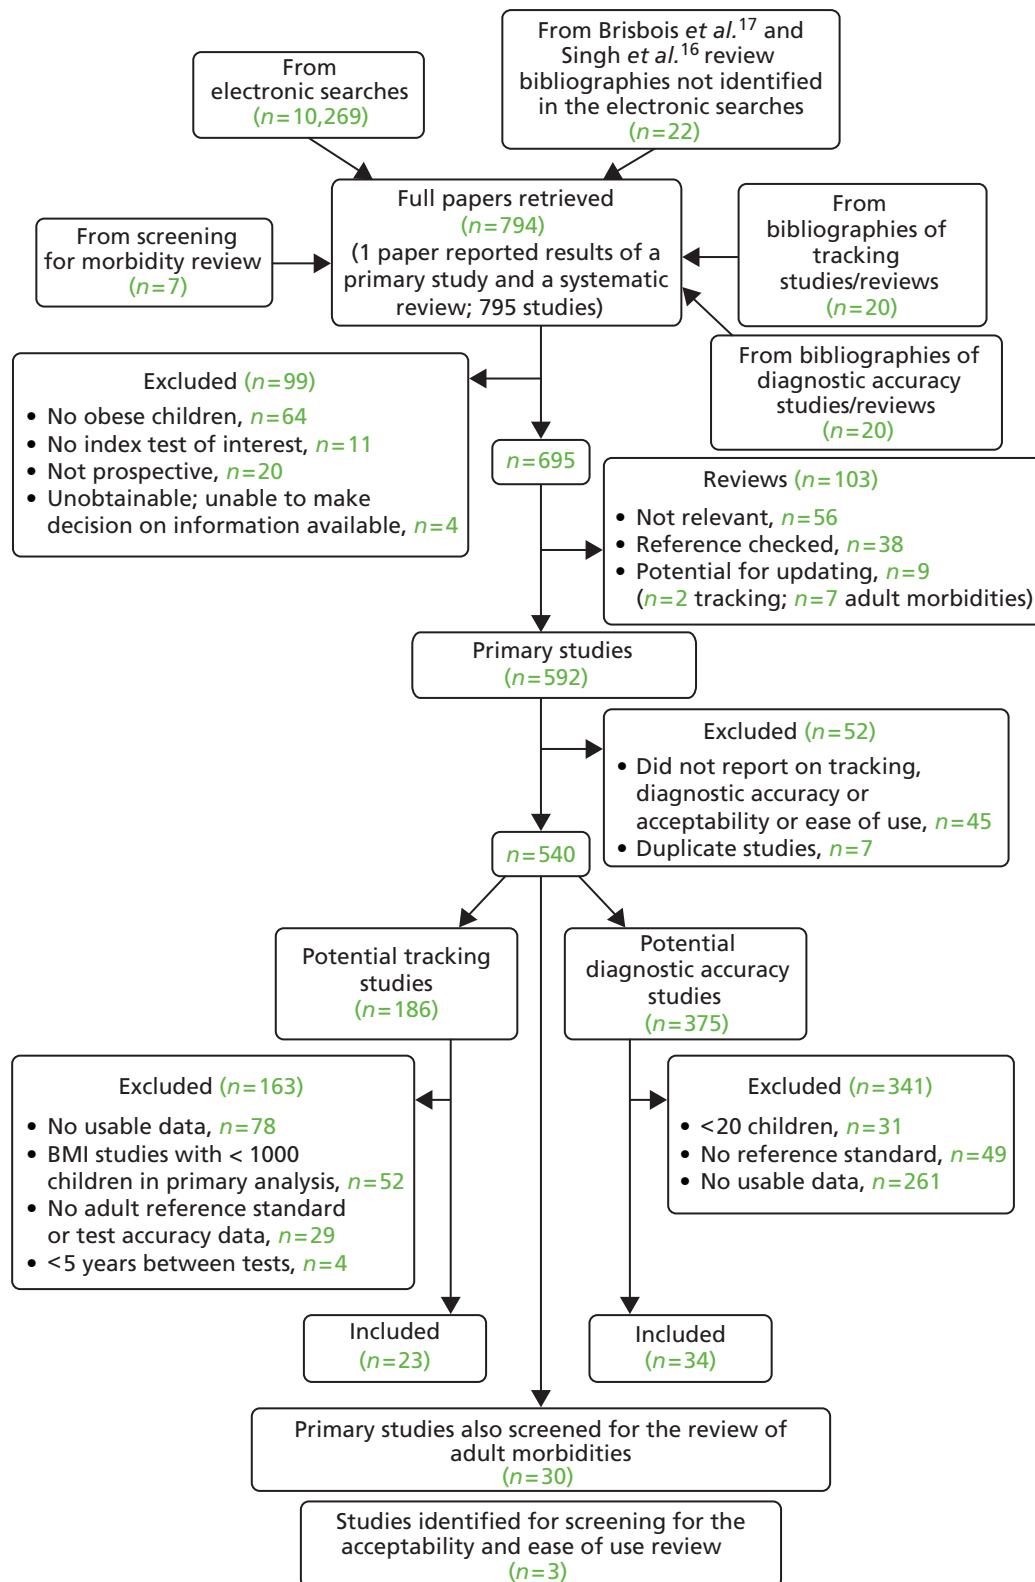 From
electronic searches
(n=10,269)
From Brisbois et al.17 and
Singh et al.16 review
bibliographies not identified
in the electronic searches
(n=22)
Full papers retrieved
(n=794)
(1 paper reported results of a
primary study and a systematic
review; 795 studies)
From screening
for morbidity review
(n=7)
From
bibliographies of
tracking
studies/reviews
(n=20)
From bibliographies of
diagnostic accuracy
studies/reviews
(n=20)
Excluded (n=99)
• No obese children, n=64
• No index test of interest, n=11
• Not prospective, n=20
• Unobtainable; unable to make
decision on information available, n=4
n=695
Reviews (n=103)
• Not relevant, n=56
• Reference checked, n=38
• Potential for updating, n=9
(n=2 tracking; n=7 adult morbidities)
Primary studies
(n=592)
Excluded (n=52)
• Did not report on tracking,
diagnostic accuracy or
acceptability or ease of use, n=45
• Duplicate studies, n=7
n=540
Potential tracking
studies
(n=186)
Potential
diagnostic accuracy
studies
(n=375)
Excluded (n=163)
• No usable data, n=78
• BMI studies with < 1000
children in primary analysis, n=52
• No adult reference standard
or test accuracy data, n=29
• <5 years between tests, n=4
Excluded (n=341)
• <20 children, n=31
• No reference standard, n=49
• No usable data, n=261
Included
(n=23)
Included
(n=34)
Primary studies also screened for the review of
adult morbidities
(n=30)
Studies identified for screening for the
acceptability and ease of use review
(n=3)